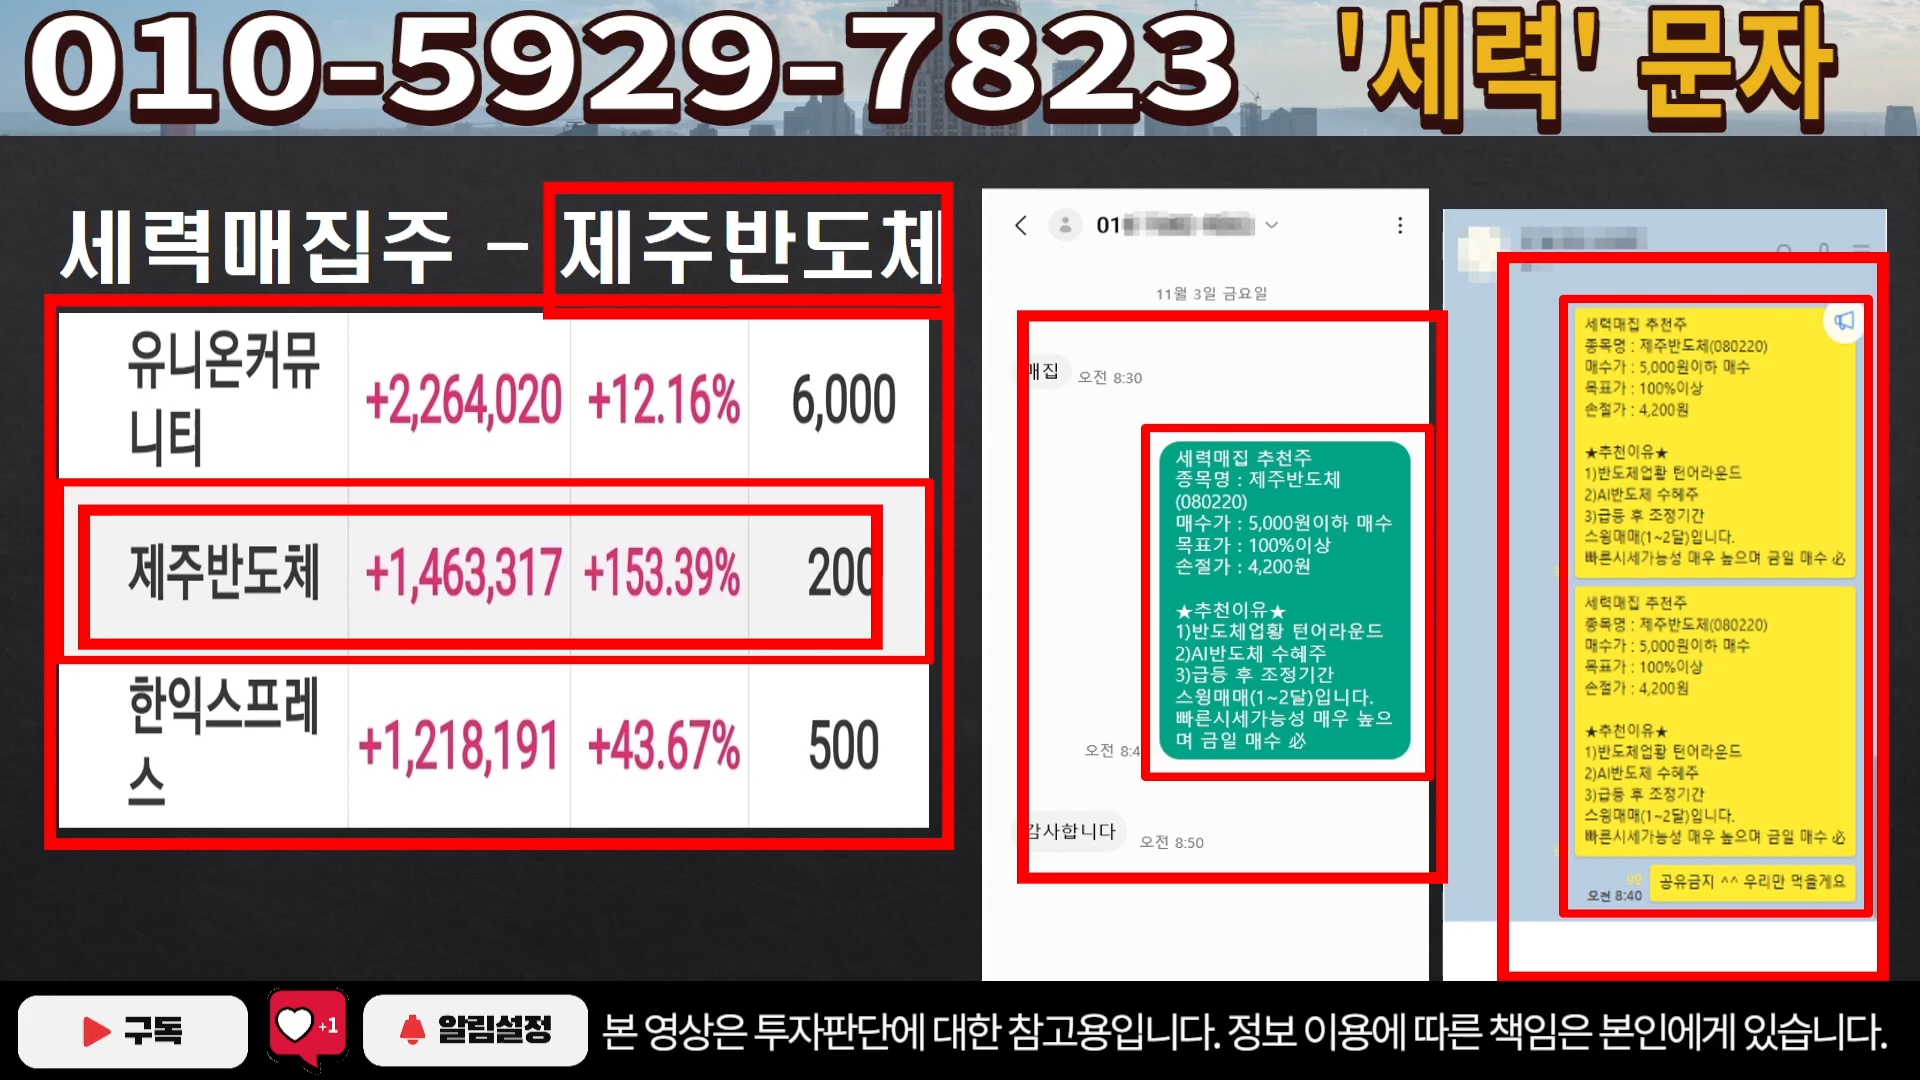 010-5929-7823 '세력' 문자
세력매집주 - 제주반도체
유니온커뮤
니티
+2,264,020 +12.16% 6,000
제주반도체 +1,463,317 +153.39% 200
한익스프레
스
+1,218,191 +43.67% 500
01
11월 3일 금요일
매집 오전 8:30
세력매집 추천주
종목명 : 제주반도체
(080220)
매수가 : 5,000원이하 매수
목표가 : 100%이상
손절가 : 4,200원
★추천이유★
1)반도체업황 턴어라운드
2)AI반도체 수혜주
3)급등 후 조정기간
스윙매매(1~2달)입니다.
빠른시세가능성 매우 높으
며 금일 매수 必
오전 8:4
감사합니다 오전 8:50
세력매집 추천주
종목명 : 제주반도체(080220)
매수가 : 5,000원이하 매수
목표가 : 100%이상
손절가 : 4,200원
★추천이유★
1)반도체업황 턴어라운드
2)AI반도체 수혜주
3)급등 후 조정기간
스윙매매(1~2달)입니다.
빠른시세가능성 매우 높으며 금일 매수 必
세력매집 추천주
종목명 : 제주반도체(080220)
매수가 : 5,000원이하 매수
목표가 : 100%이상
손절가 : 4,200원
★추천이유★
1)반도체업황 턴어라운드
2)AI반도체 수혜주
3)급등 후 조정기간
스윙매매(1~2달)입니다.
빠른시세가능성 매우 높으며 금일 매수 必
오전 8:40 공유금지 ^^ 우리만 먹을게요
구독 +1 알림설정 본 영상은 투자판단에 대한 참고용입니다. 정보 이용에 따른 책임은 본인에게 있습니다.